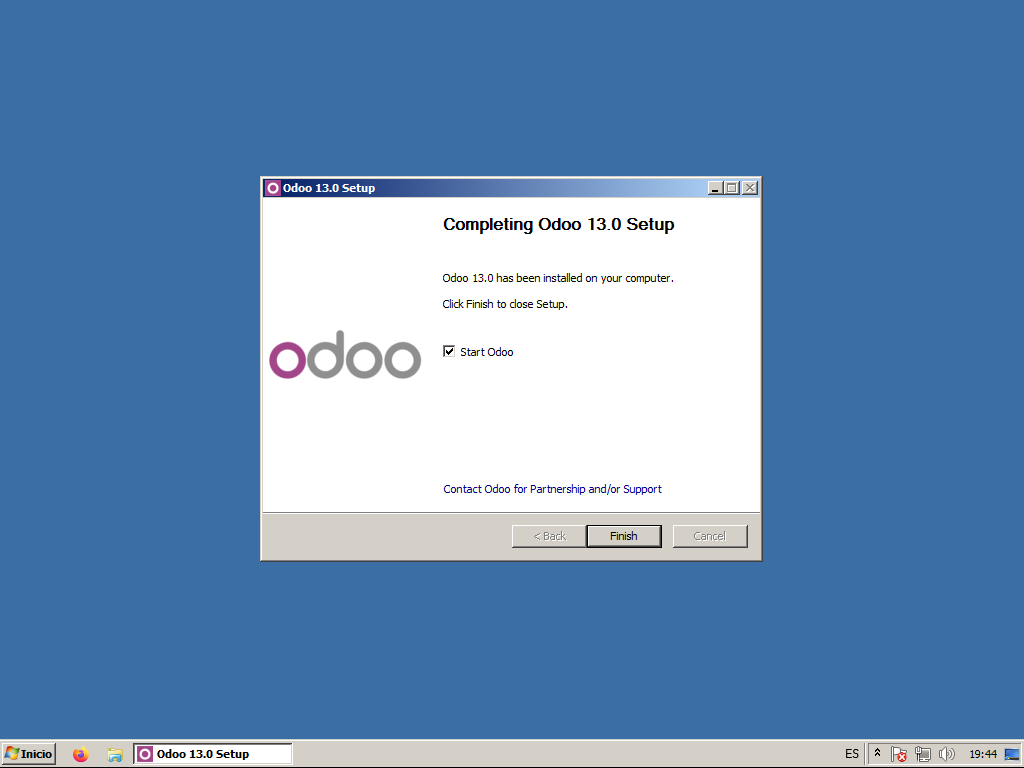 Odoo 13.0 Setup
Completing Odoo 13.0 Setup
Odoo 13.0 has been installed on your computer.
Click Finish to close Setup.
odoo
Start Odoo
Contact Odoo for Partnership and/or Support
< Back
Finish
Cancel
Inicio
Odoo 13.0 Setup
ES
19:44